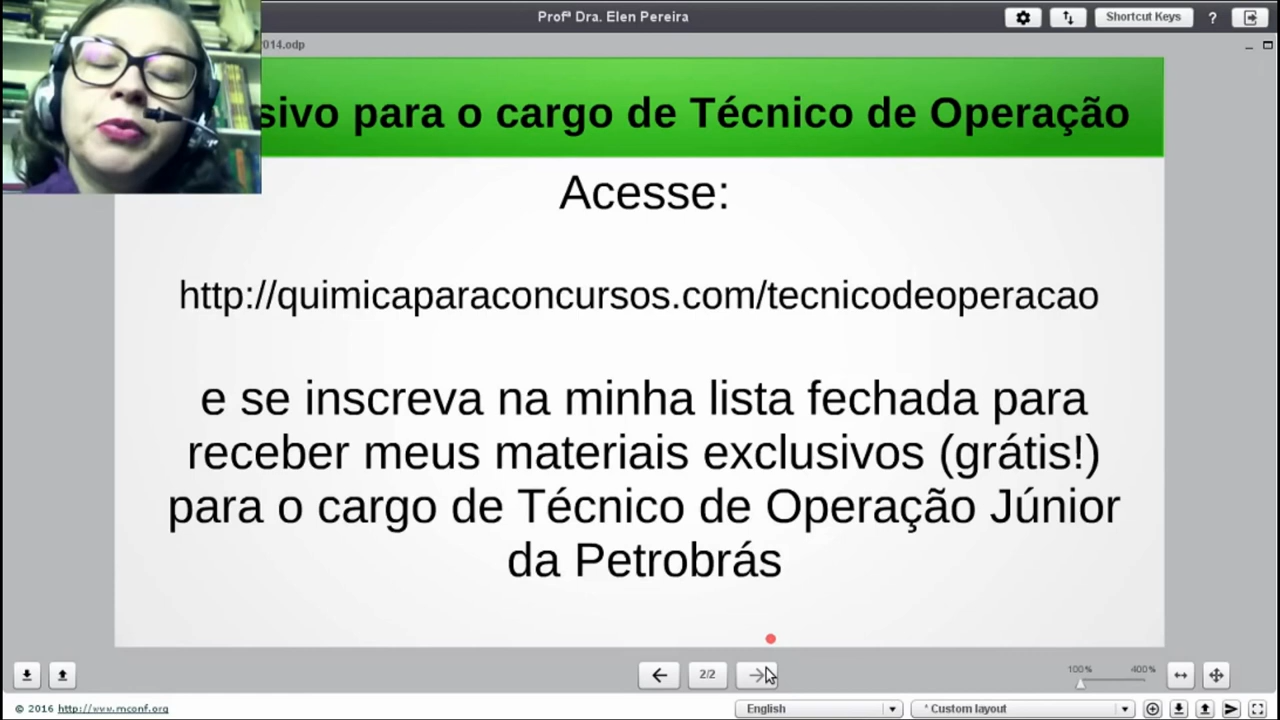 Profª Dra. Elen Pereira
Shortcut Keys
?
014.odp
sivo para o cargo de Técnico de Operação
Acesse:
http://quimicaparaconcursos.com/tecnicodeoperacao
e se inscreva na minha lista fechada para
receber meus materiais exclusivos (grátis!)
para o cargo de Técnico de Operação Júnior
da Petrobrás
2/2
100%
400%
© 2016 http://www.mconf.org
English
* Custom layout